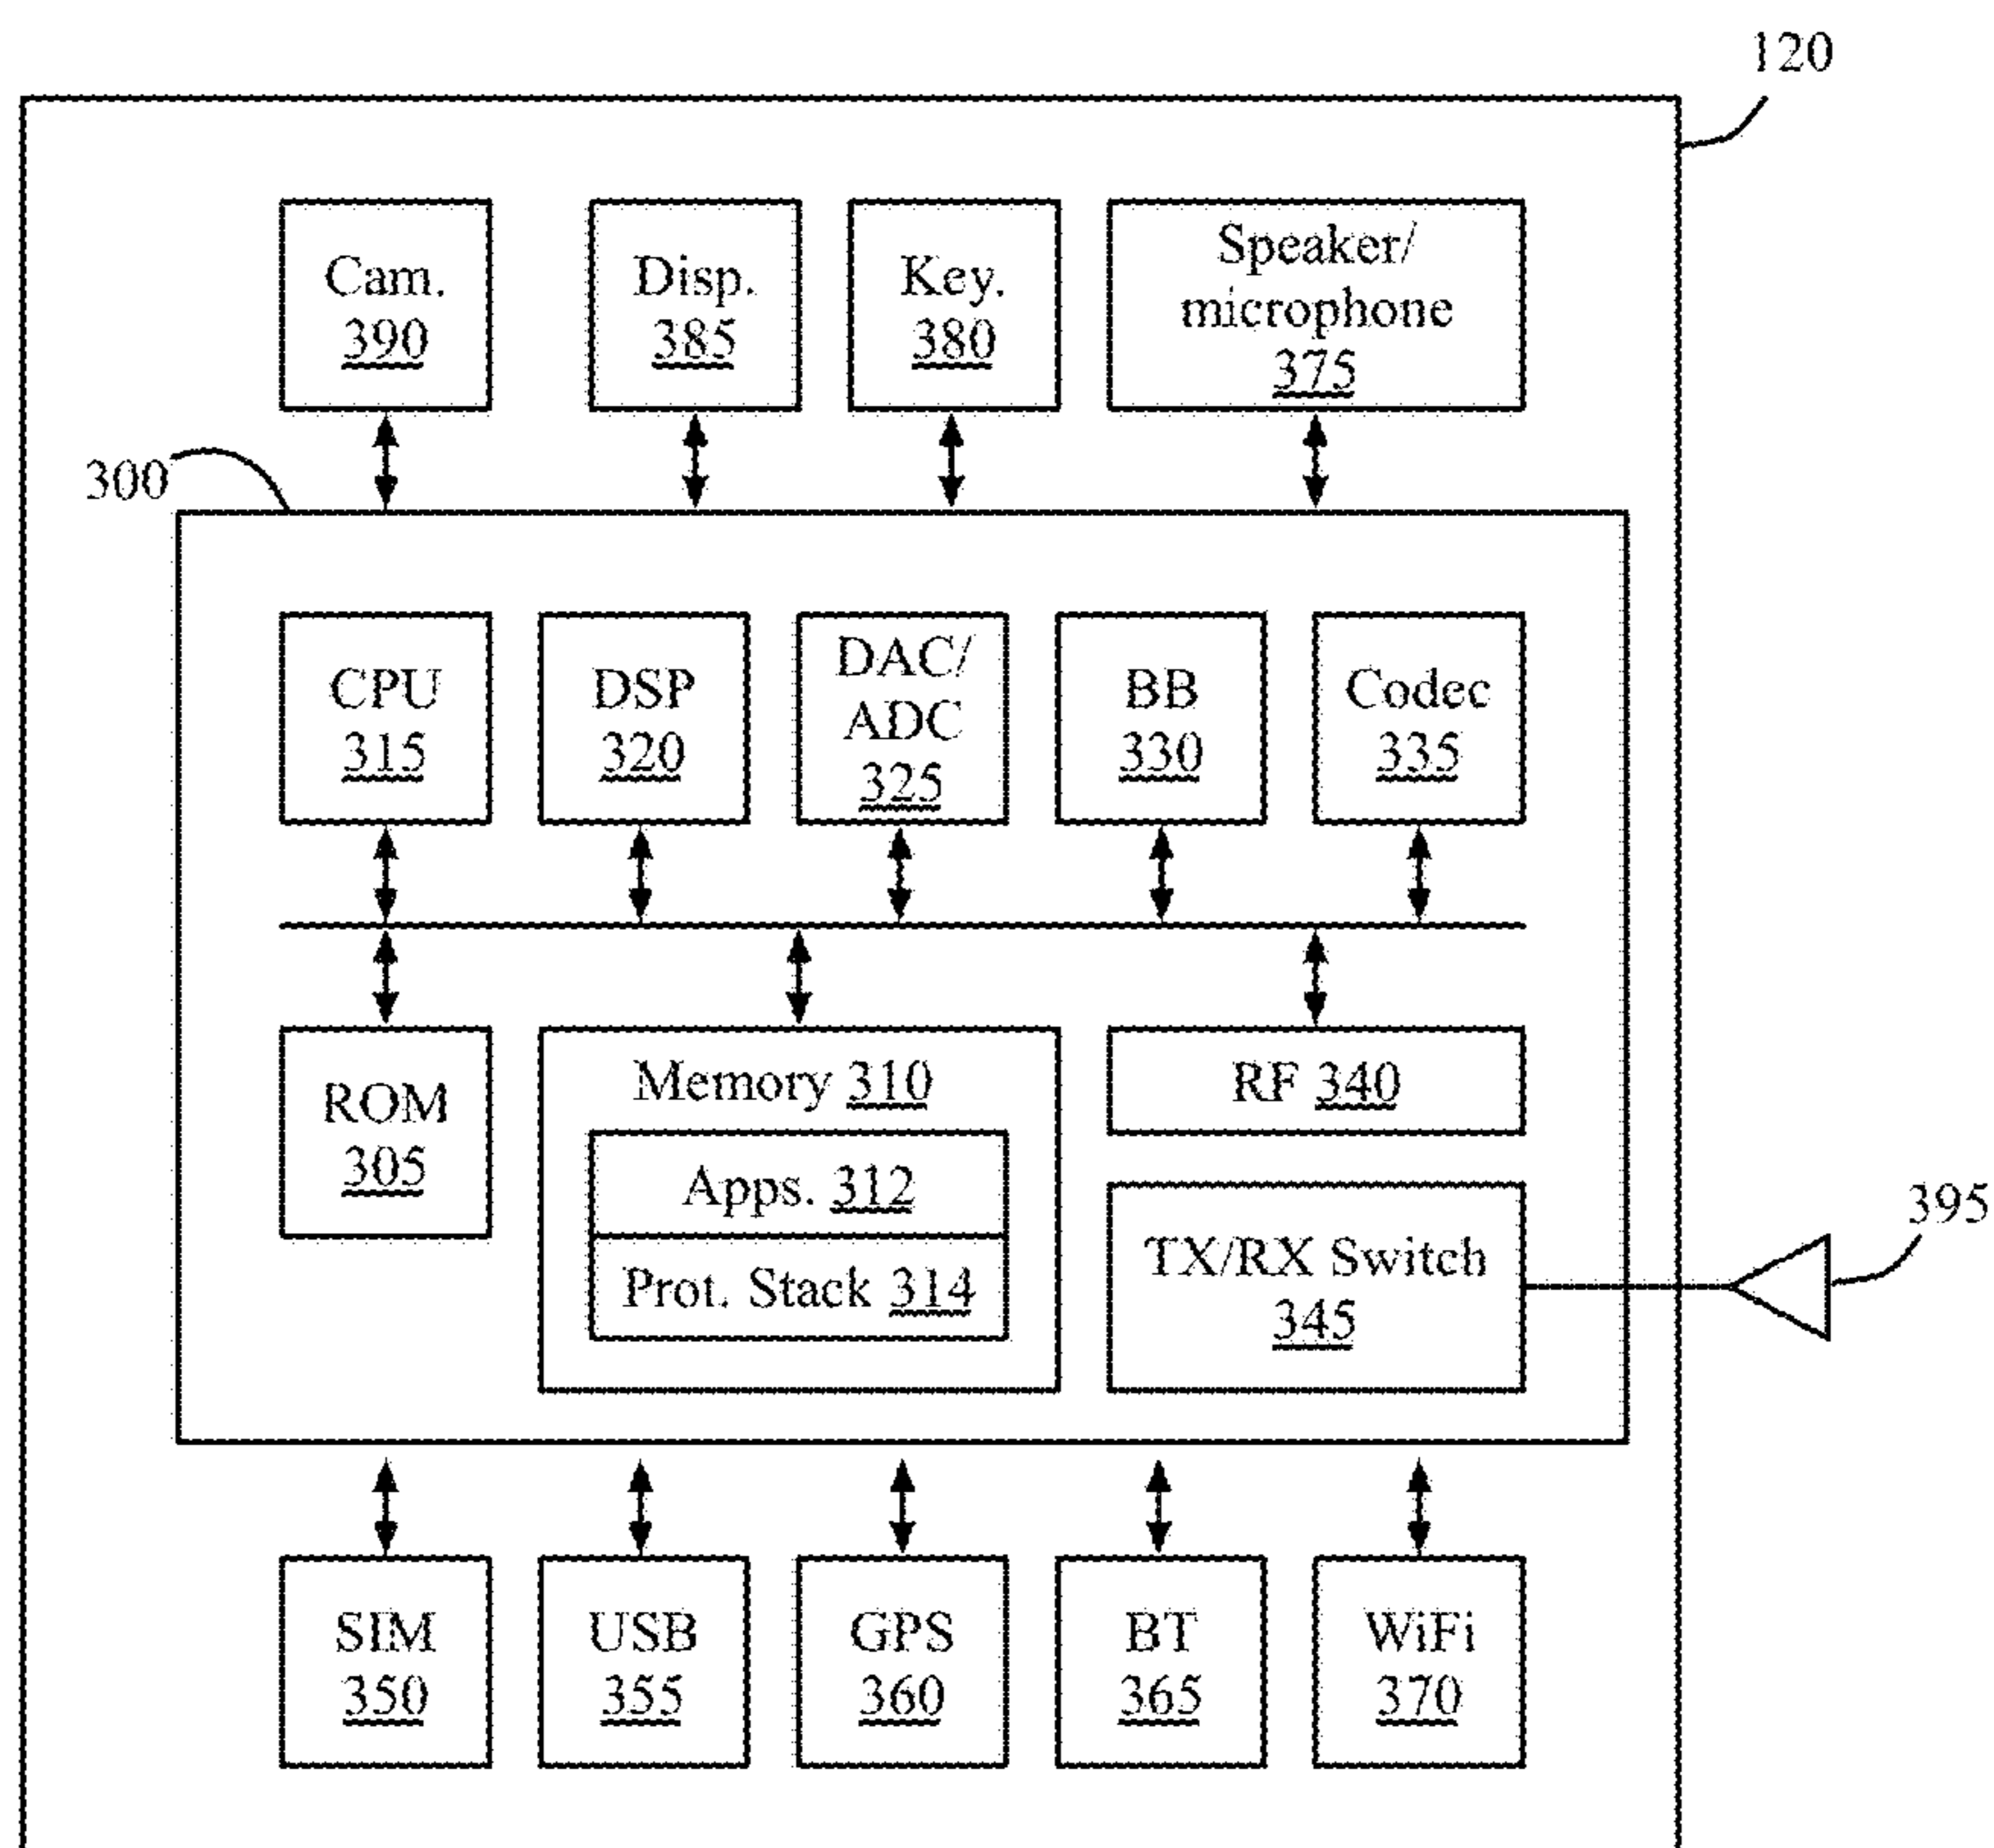 120
Cam.
390
Disp.
385
Key.
380
Speaker/
microphone
375
300
CPU
315
DSP
320
DAC/
ADC
325
BB
330
Codec
335
ROM
305
Memory 310
Apps. 312
Prot. Stack 314
RF 340
TX/RX Switch
345
395
SIM
350
USB
355
GPS
360
BT
365
WiFi
370